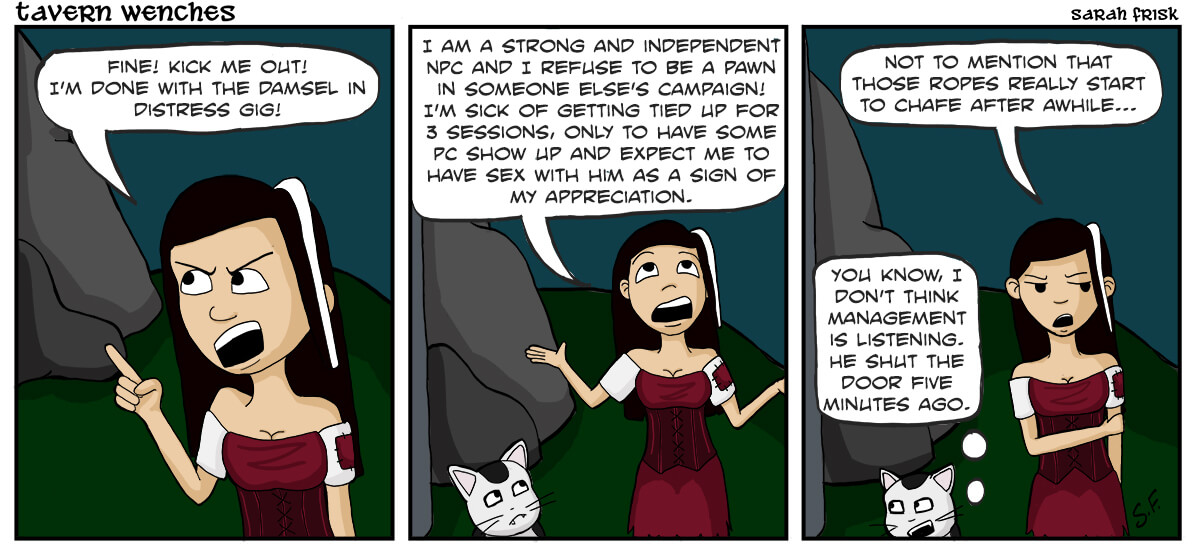 Tavern Wenches
Sarah Frisk
FINE! KICK ME OUT!
I'M DONE WITH THE DAMSEL IN
DISTRESS GIG!
I AM A STRONG AND INDEPENDENT
NPC AND I REFUSE TO BE A PAWN
IN SOMEONE ELSE'S CAMPAIGN!
I'M SICK OF GETTING TIED UP FOR
3 SESSIONS, ONLY TO HAVE SOME
PC SHOW UP AND EXPECT ME TO
HAVE SEX WITH HIM AS A SIGN OF
MY APPRECIATION.
NOT TO MENTION THAT
THOSE ROPES REALLY START
TO CHAFE AFTER AWHILE...
YOU KNOW, I
DON'T THINK
MANAGEMENT
IS LISTENING.
HE SHUT THE
DOOR FIVE
MINUTES AGO.
S.F.